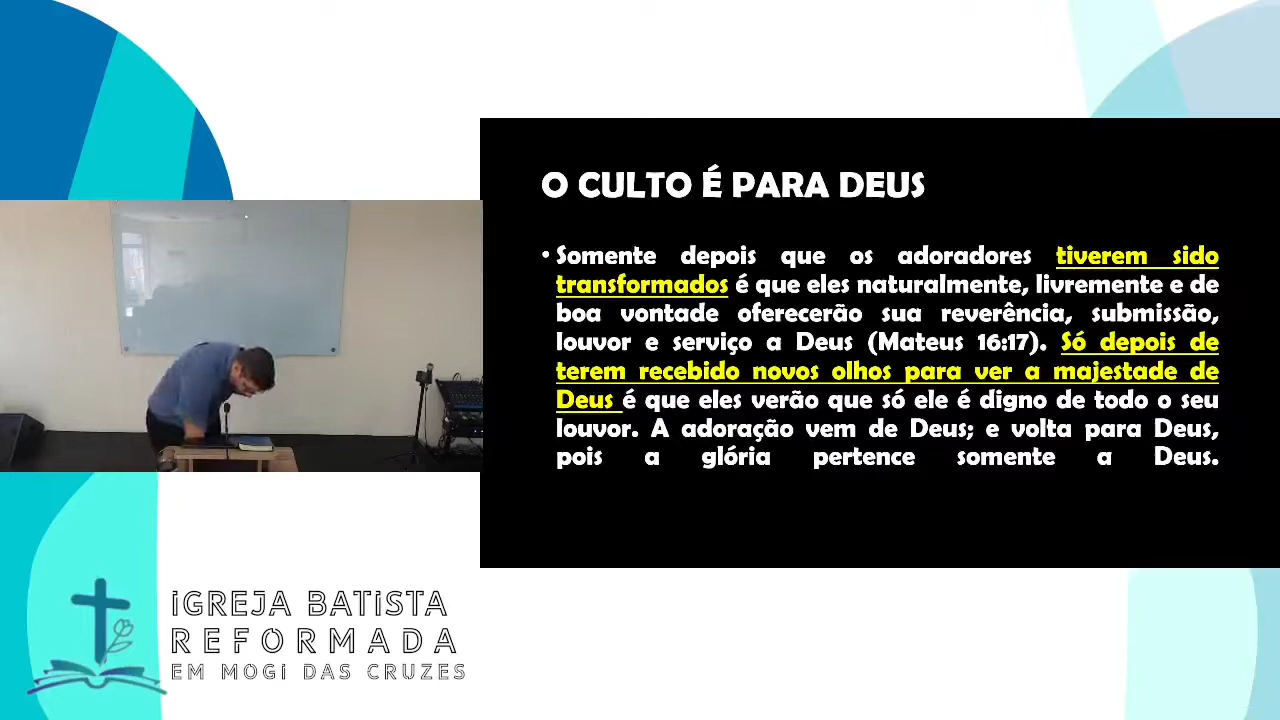 O CULTO É PARA DEUS
• Somente depois que os adoradores tiverem sido
transformados é que eles naturalmente, livremente e de
boa vontade oferecerão sua reverência, submissão,
louvor e serviço a Deus (Mateus 16:17). Só depois de
terem recebido novos olhos para ver a majestade de
Deus é que eles verão que só ele é digno de todo o seu
louvor. A adoração vem de Deus; e volta para Deus,
pois a glória pertence somente a Deus.
iGREJA BATiSTA
REFORMADA
EM MOGi DAS CRUZES